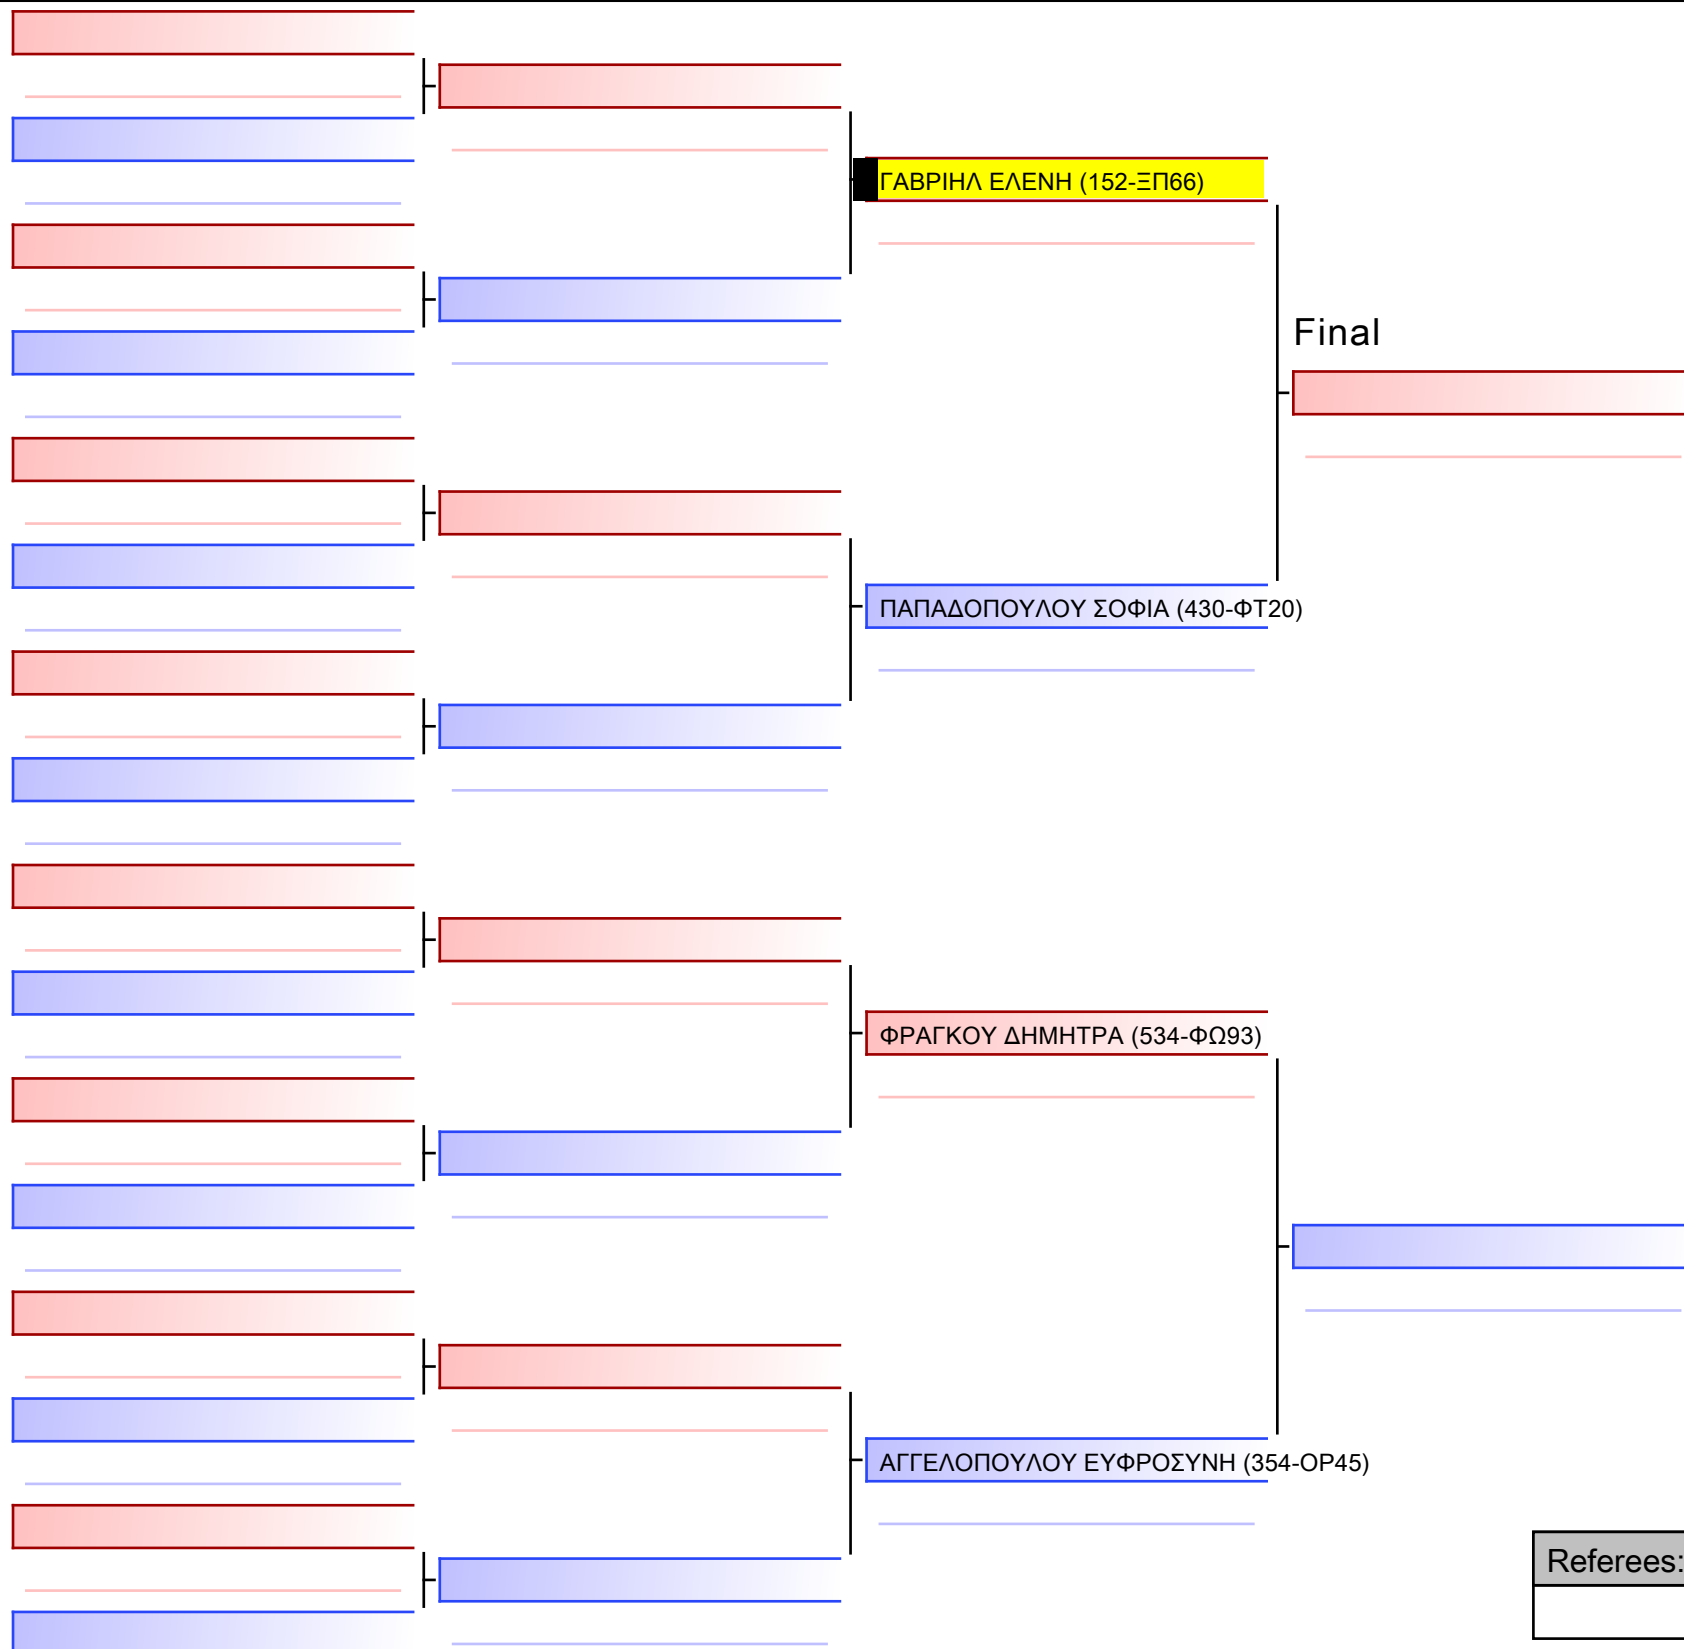 ΓΑΒΡΙΗΛ ΕΛΕΝΗ (152-ΞΠ66)
Final
ΠΑΠΑΔΟΠΟΥΛΟΥ ΣΟΦΙΑ (430-ΦΤ20)
ΦΡΑΓΚΟΥ ΔΗΜΗΤΡΑ (534-ΦΩ93)
ΑΓΓΕΛΟΠΟΥΛΟΥ ΕΥΦΡΟΣΥΝΗ (354-ΟΡ45)
Referees: